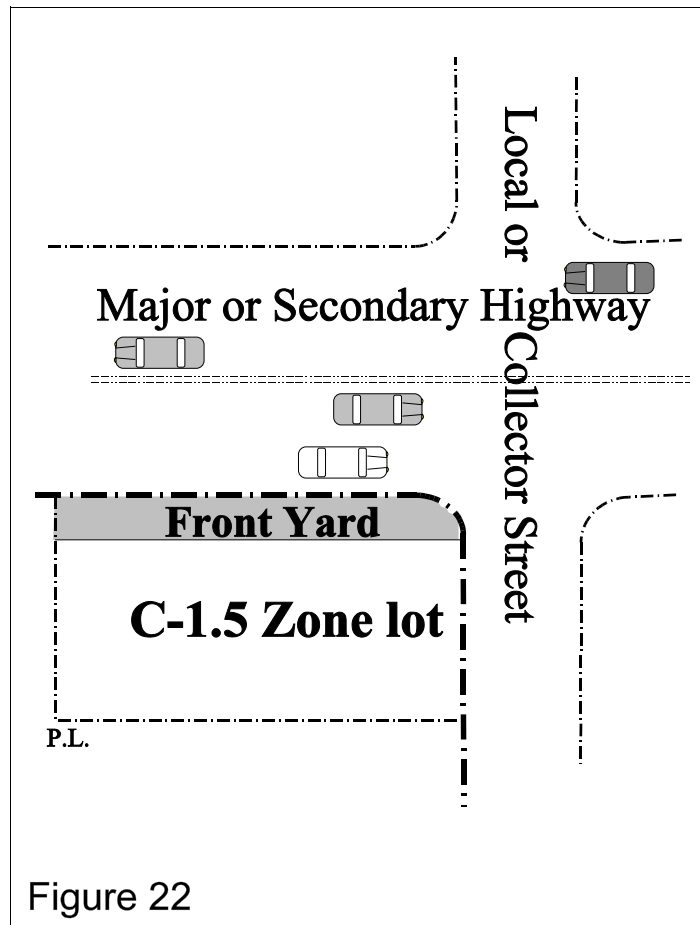 Local or Collector Street
Major or Secondary Highway
Front Yard
C-1.5 Zone lot
P.L.
Figure 22